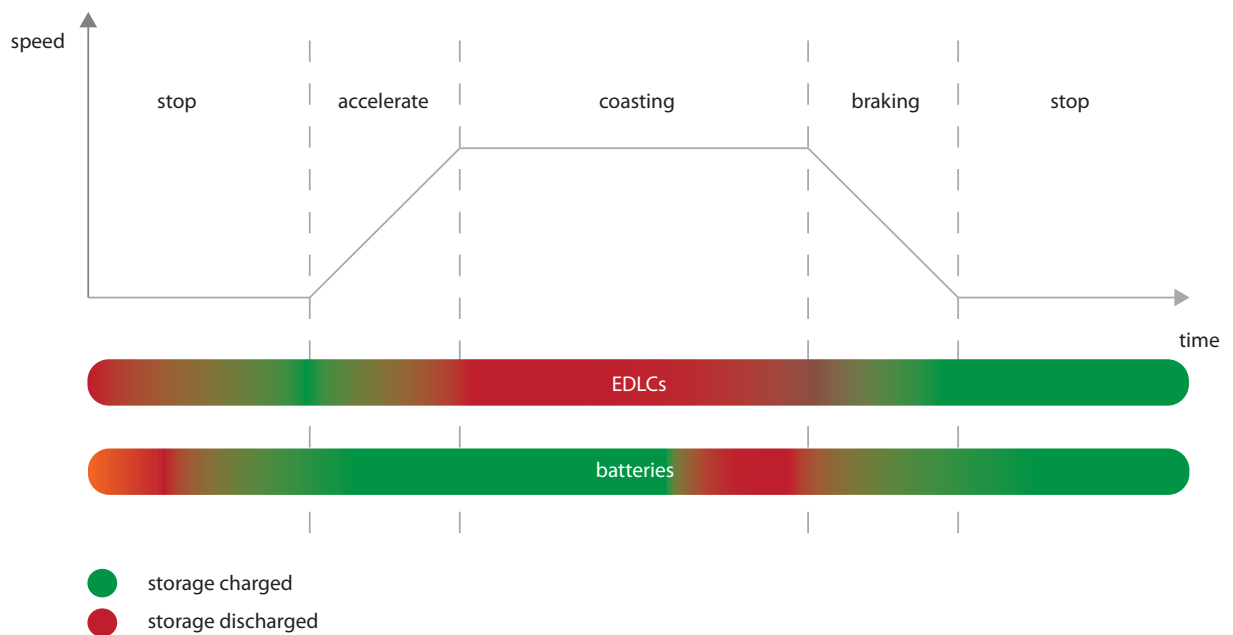 speed
stop
accelerate
coasting
braking
stop
time
EDLCs
batteries
storage charged
storage discharged